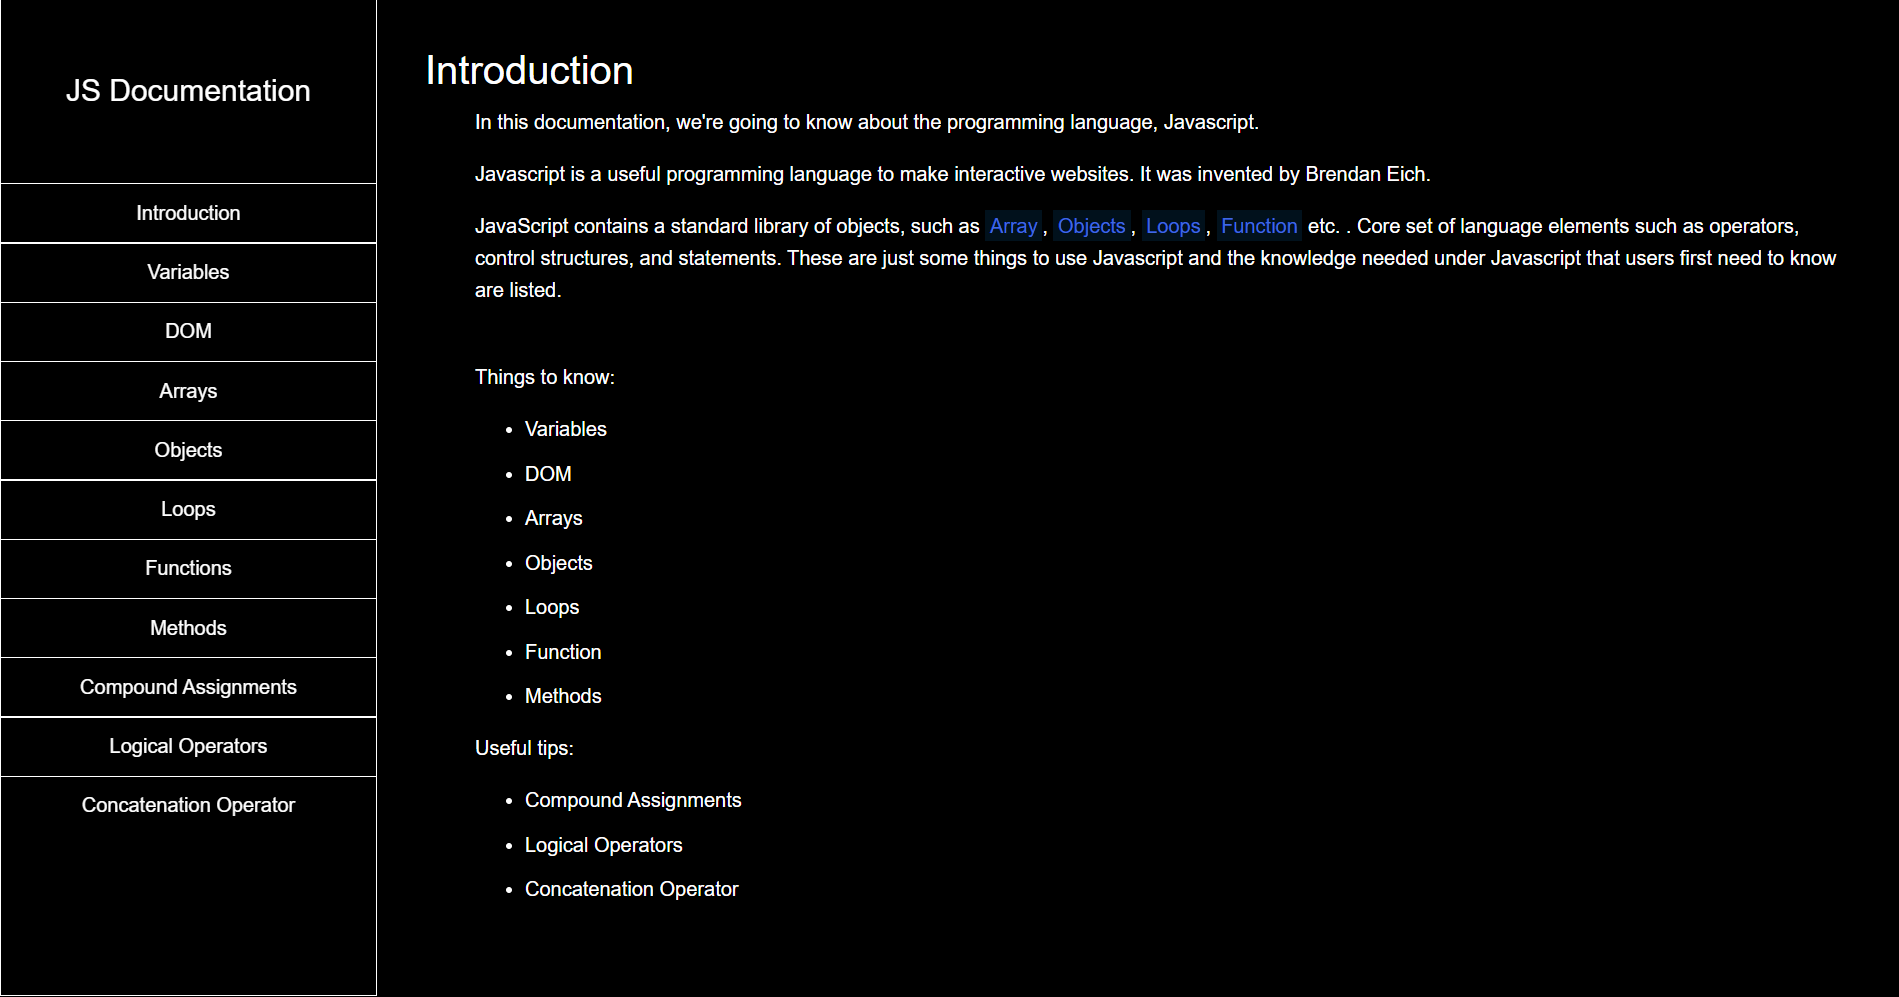 JS Documentation
Introduction
Variables
DOM
Arrays
Objects
Loops
Functions
Methods
Compound Assignments
Logical Operators
Concatenation Operator
Introduction
In this documentation, we're going to know about the programming language, Javascript.
Javascript is a useful programming language to make interactive websites. It was invented by Brendan Eich.
JavaScript contains a standard library of objects, such as Array , Objects , Loops , Function etc. . Core set of language elements such as operators,
control structures, and statements. These are just some things to use Javascript and the knowledge needed under Javascript that users first need to know
are listed.
Things to know:
• Variables
• DOM
• Arrays
• Objects
• Loops
• Function
• Methods
Useful tips:
• Compound Assignments
• Logical Operators
• Concatenation Operator